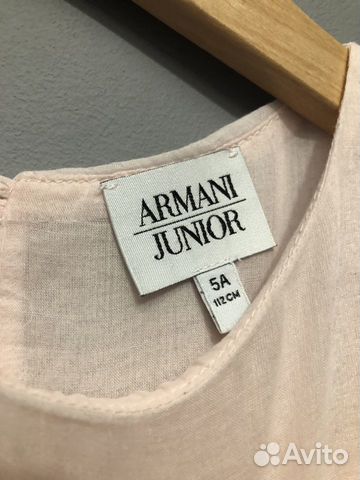 ARMANI
JUNIOR
5A
112CM
Avito